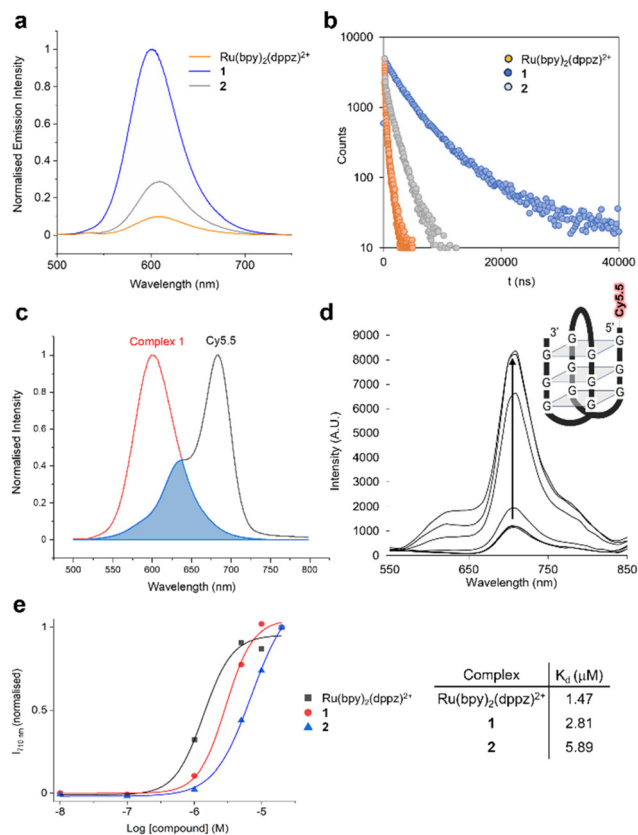 a
Normalised Emission Intensity
1
0.8
0.6
0.4
0.2
0
500
600
700
Wavelength (nm)
Ru(bpy)₂(dppz)²⁺
1
2
b
Counts
10000
1000
100
10
0
20000
40000
t (ns)
Ru(bpy)₂(dppz)²⁺
1
2
c
Complex 1
Cy5.5
Normalised Intensity
1
0.8
0.6
0.4
0.2
0
500
550
600
650
700
750
800
Wavelength (nm)
d
Intensity (A.U.)
9000
8000
7000
6000
5000
4000
3000
2000
1000
0
550
650
750
850
Wavelength (nm)
Cy5.5
3'
5'
G
G
G
G
G
G
G
G
G
G
G
G
e
I₇₁₀ ₙₘ (normalised)
1
0.5
0
-8
-7
-6
-5
Log [compound] (M)
Ru(bpy)₂(dppz)²⁺
1
2
Complex Kd (μM)
Ru(bpy)₂(dppz)²⁺ 1.47
1 2.81
2 5.89